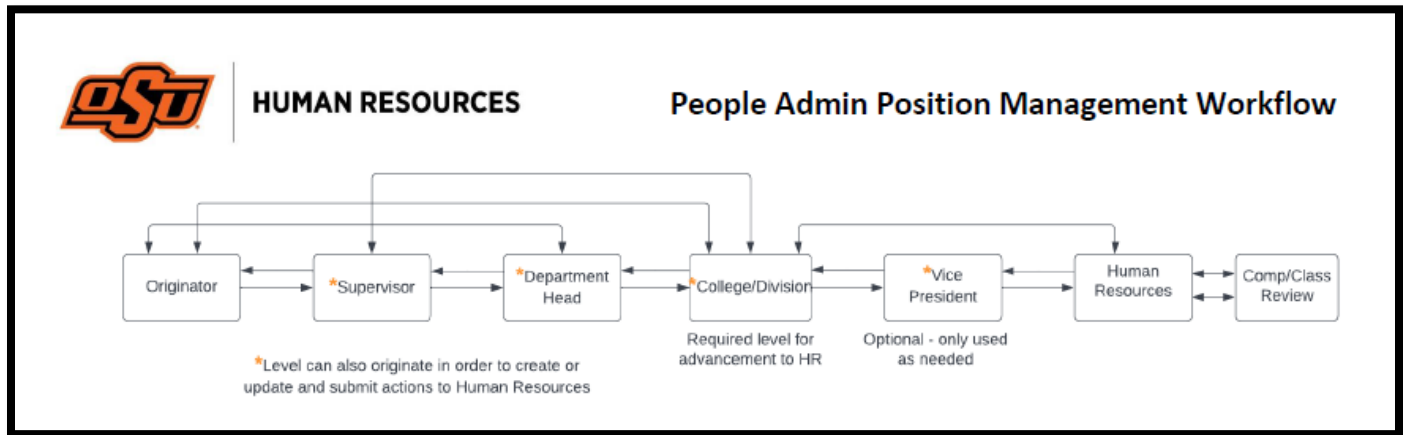 OSU
HUMAN RESOURCES
People Admin Position Management Workflow
Originator
*Supervisor
*Department
Head
*College/Division
*Vice
President
Human
Resources
Comp/Class
Review
Required level for
advancement to HR
Optional - only used
as needed
*Level can also originate in order to create or
update and submit actions to Human Resources